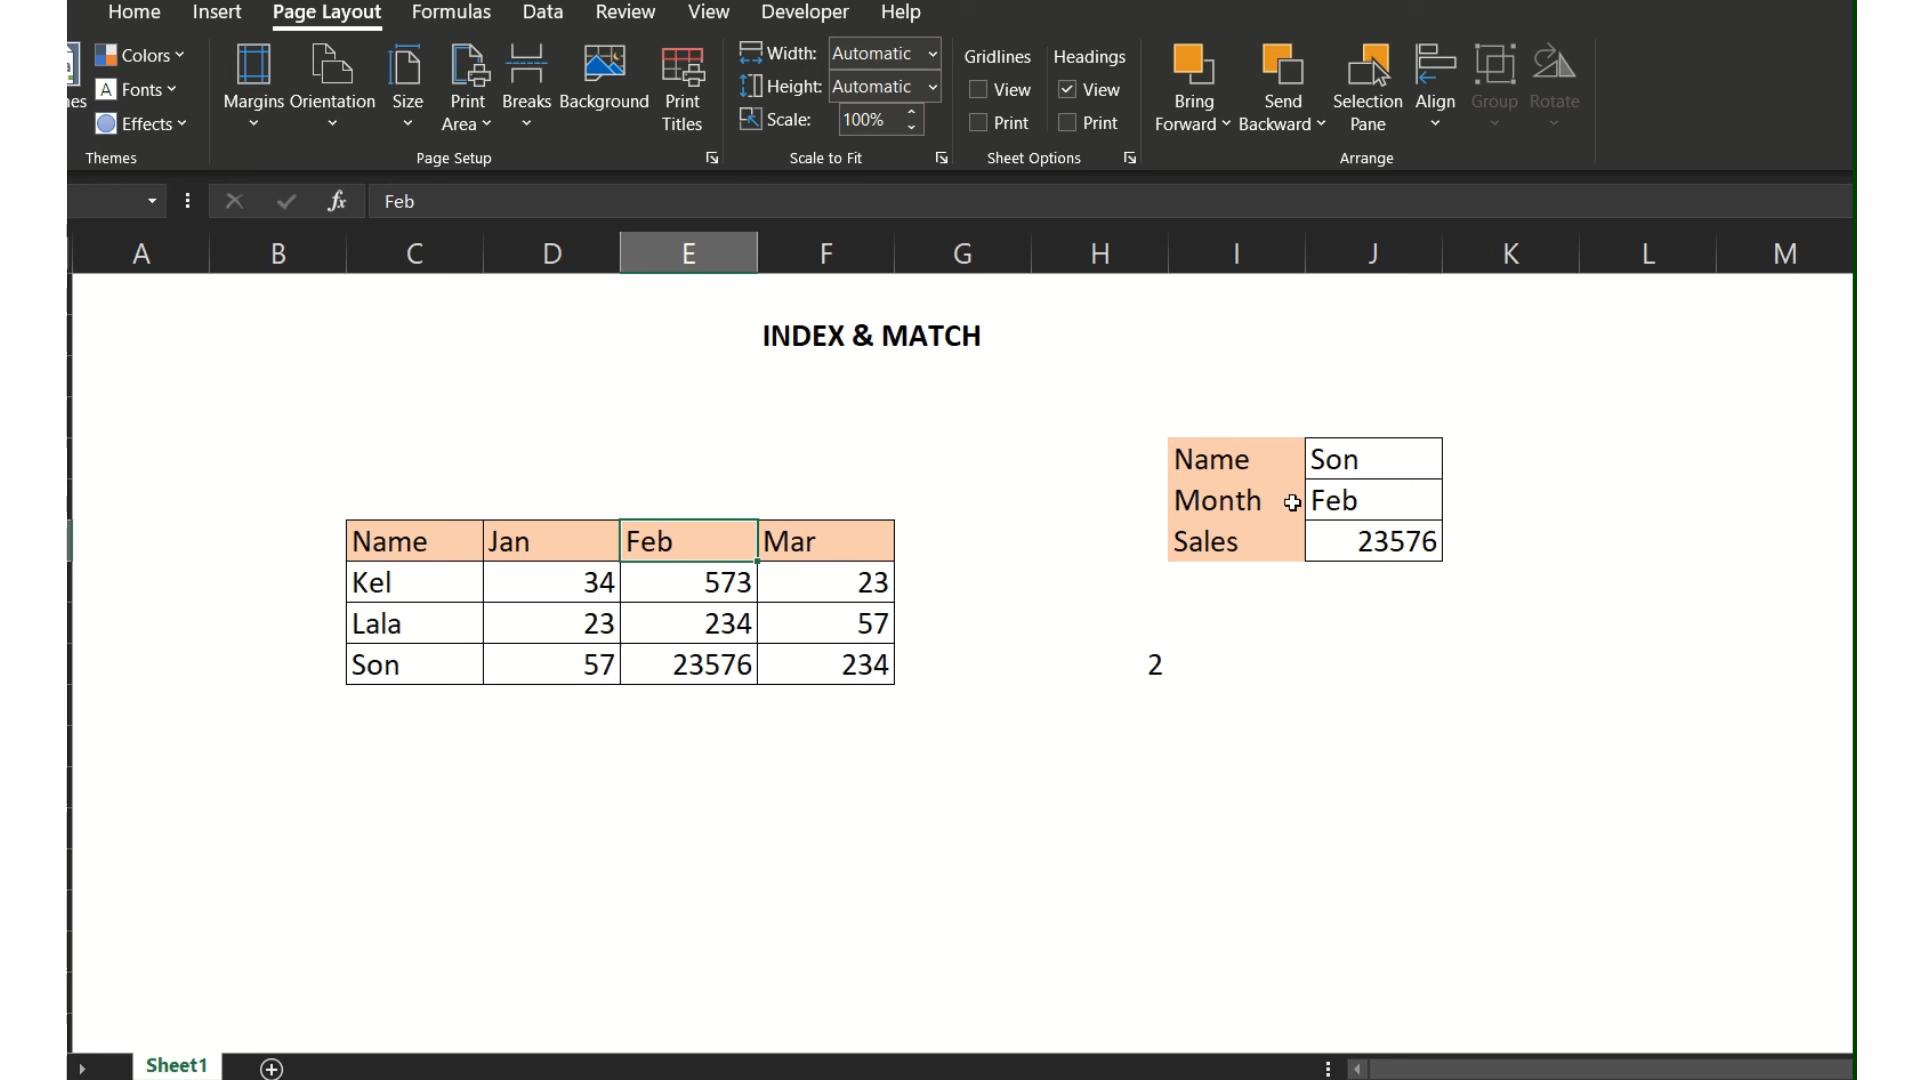 Home Insert Page Layout Formulas Data Review View Developer Help
Colors
Fonts
Effects
Themes
Margins Orientation Size Print Area Breaks Background Print Titles
Page Setup
Width: Automatic
Height: Automatic
Scale: 100%
Scale to Fit
Gridlines Headings
View View
Print Print
Sheet Options
Bring Forward Send Backward Selection Pane Align Group Rotate
Arrange
fx Feb
A B C D E F G H I J K L M
INDEX & MATCH
Name Son
Month Feb
Sales 23576
Name Jan Feb Mar
Kel 34 573 23
Lala 23 234 57
Son 57 23576 234
2
Sheet1